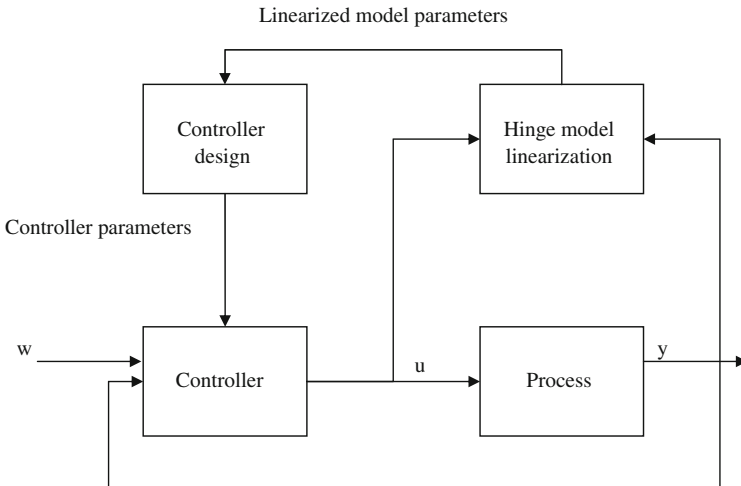 Linearized model parameters
Controller
design
Hinge model
linearization
Controller parameters
w
Controller
u
Process
y